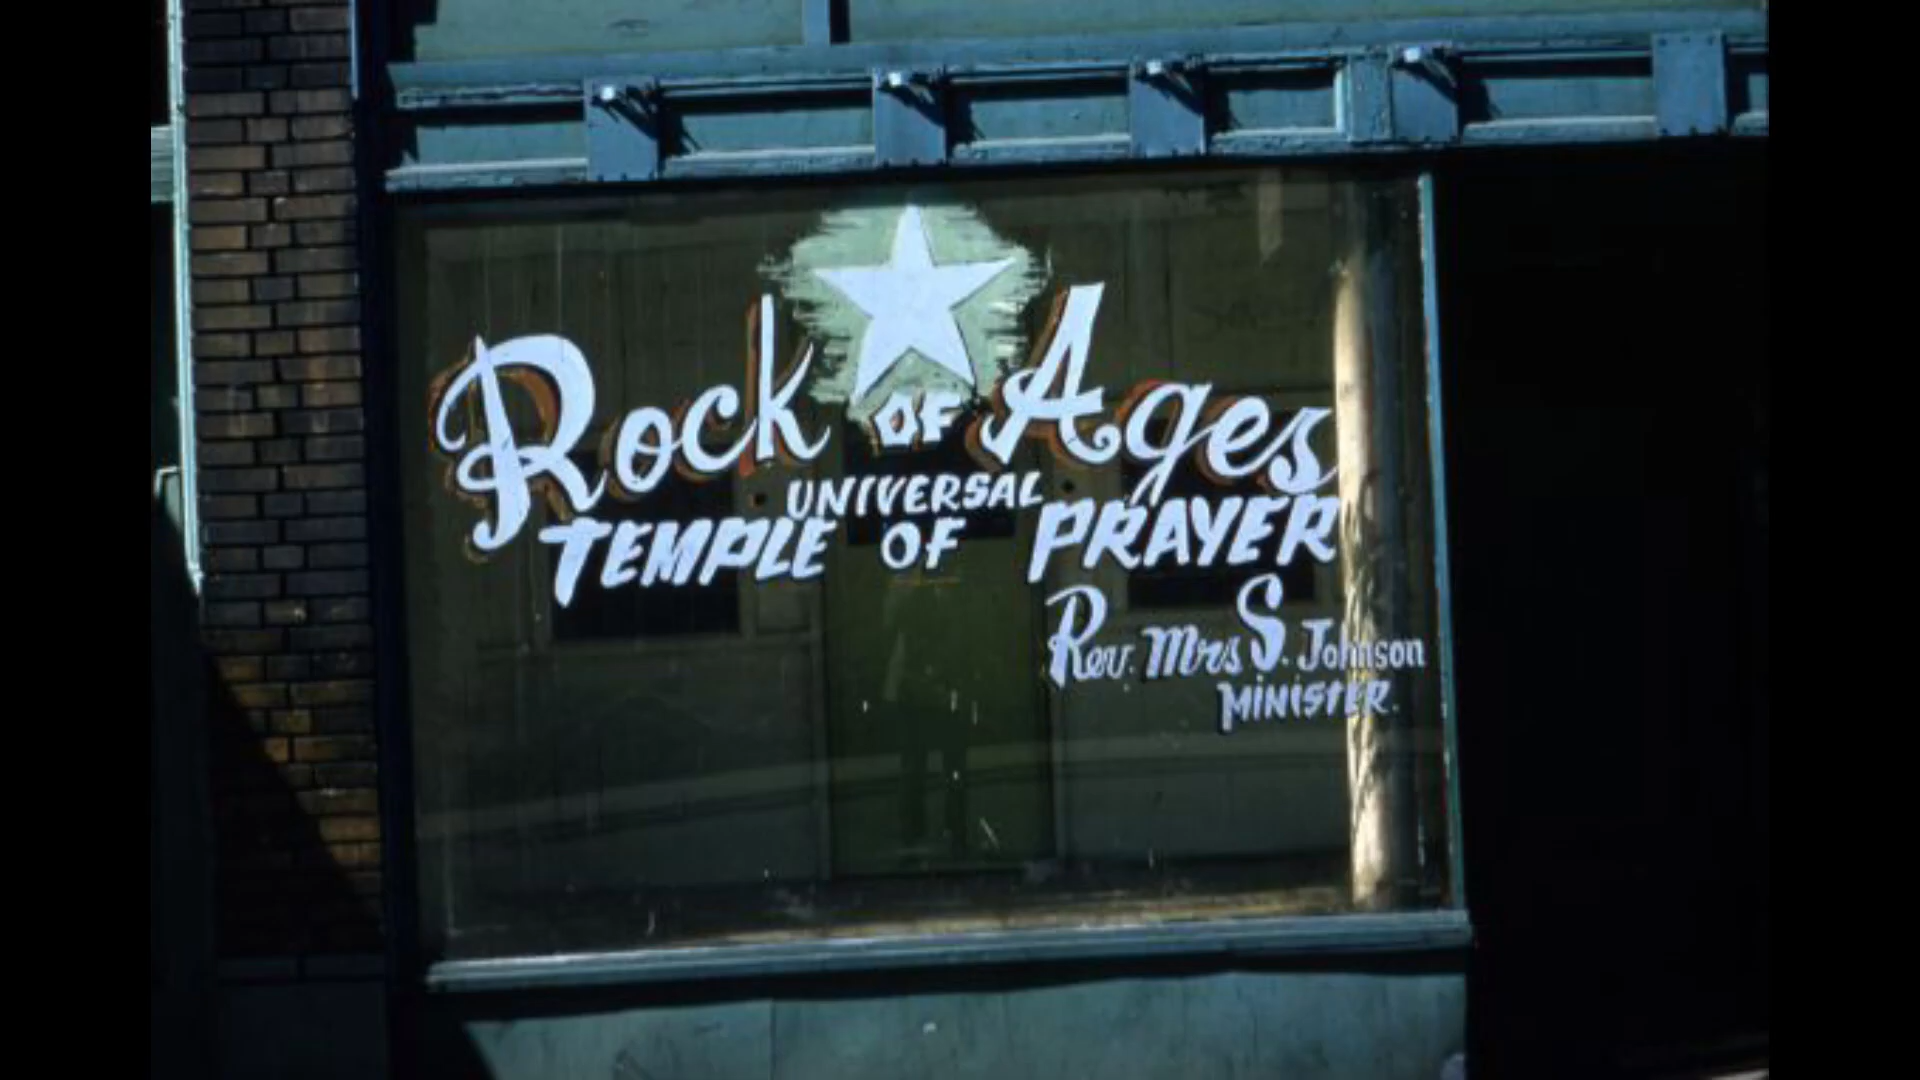 Rock OF Ages
UNIVERSAL
TEMPLE OF PRAYER
Rev. Mrs S. Johnson
MINISTER.